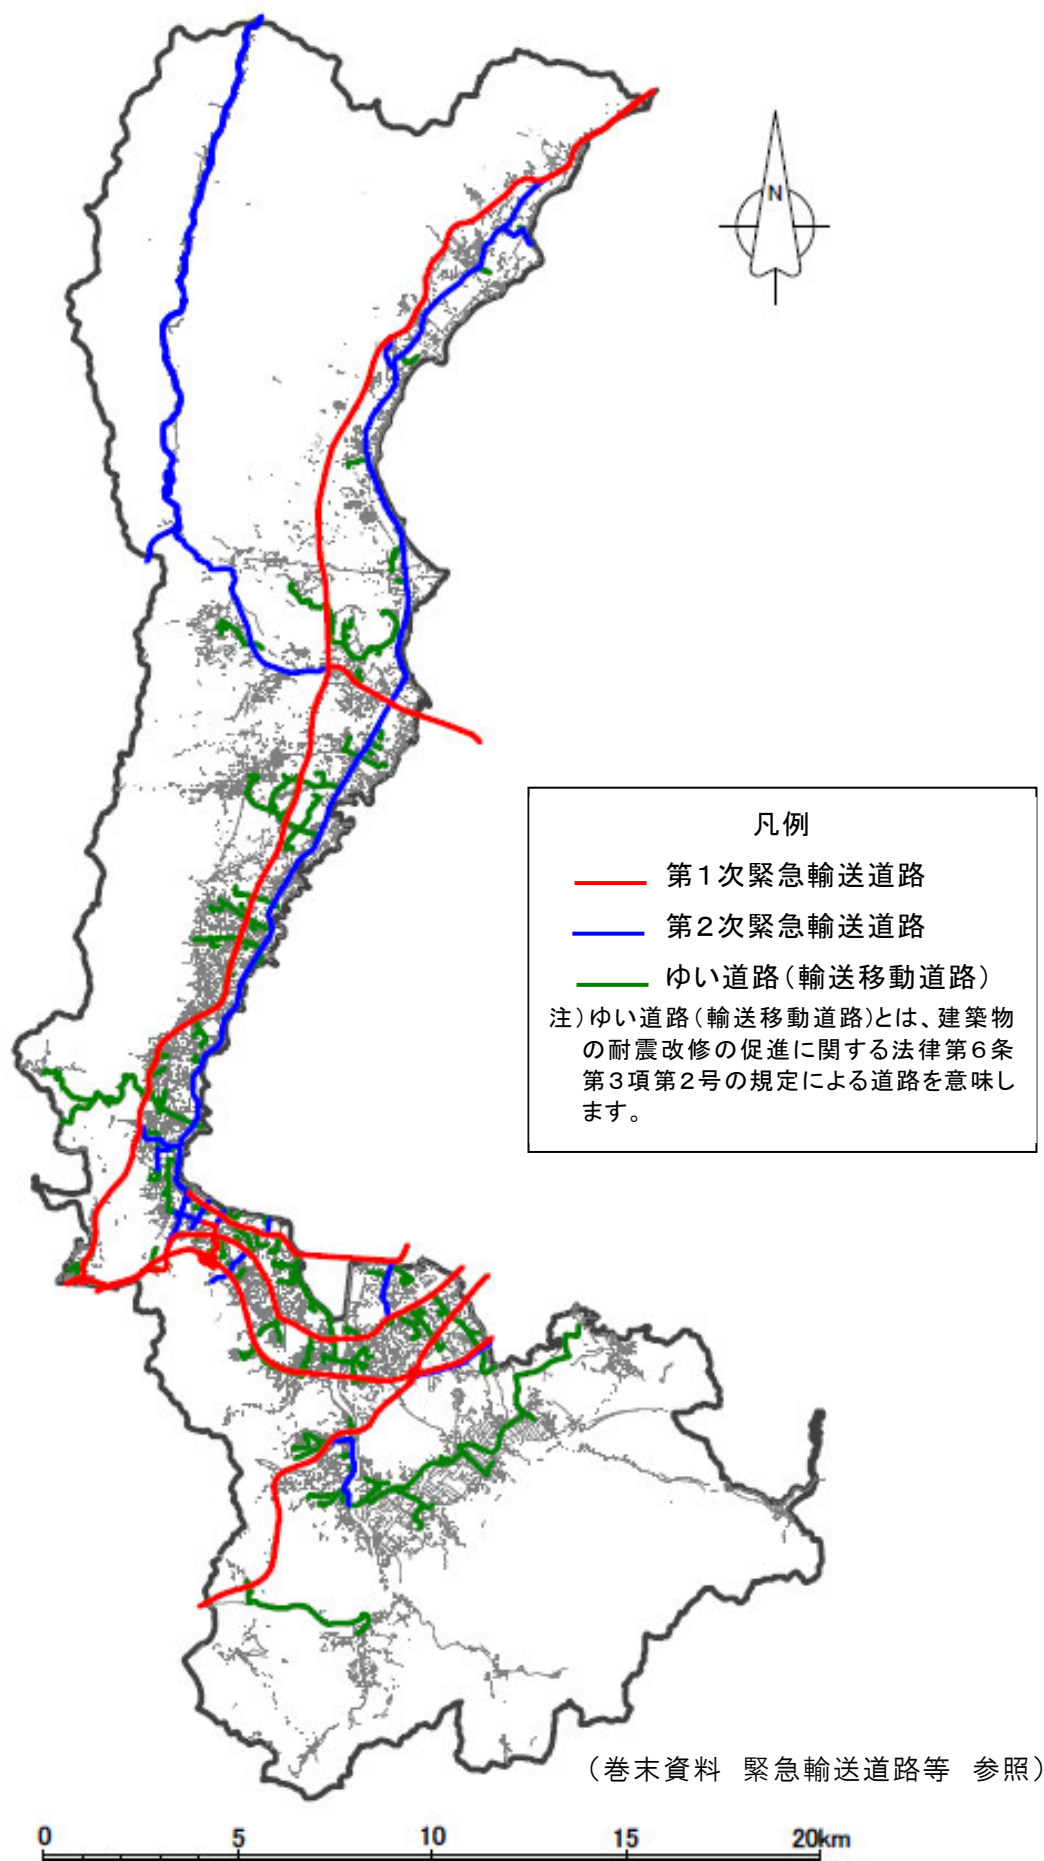 N
凡例
第1次緊急輸送道路
第2次緊急輸送道路
ゆい道路(輸送移動道路)
注)ゆい道路(輸送移動道路)とは、建築物
の耐震改修の促進に関する法律第6条
第3項第2号の規定による道路を意味し
ます。
(巻末資料 緊急輸送道路等 参照)
0 5 10 15 20km